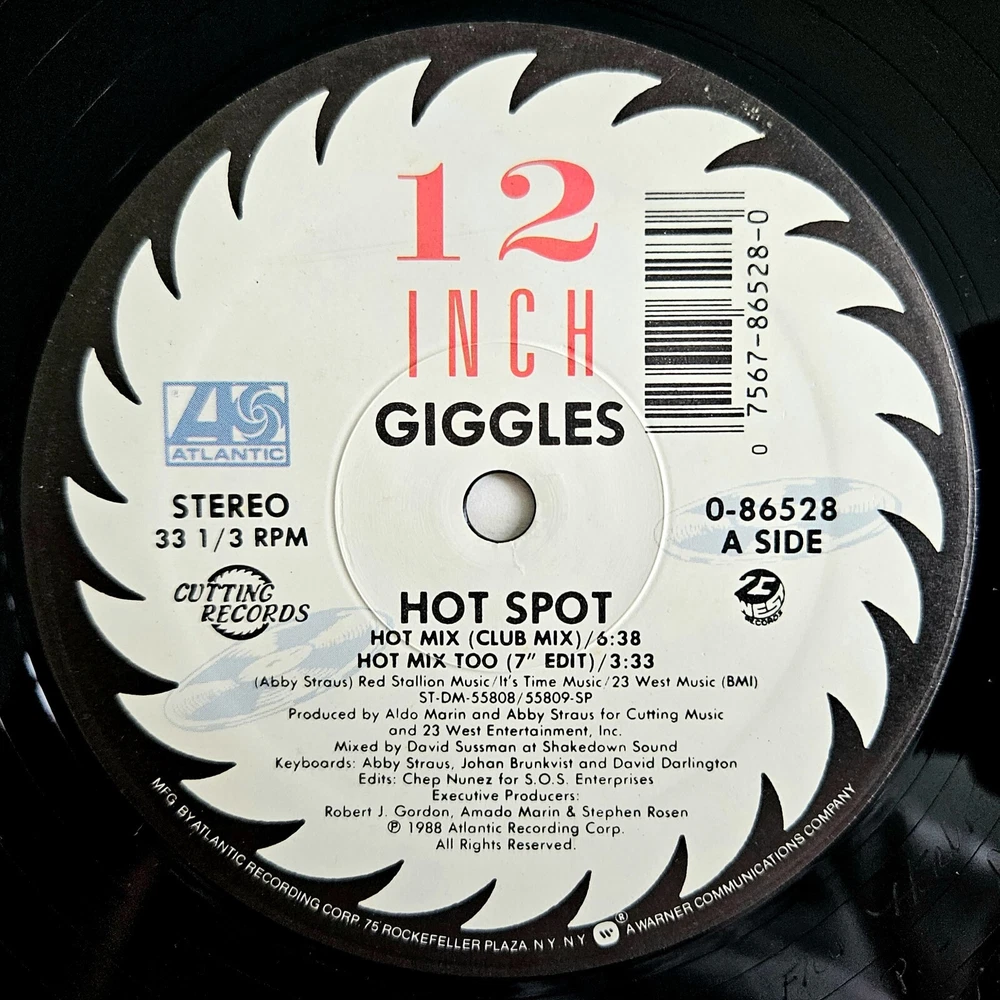 12
INCH
GIGGLES
0 7567-86528-0
ATLANTIC
STEREO
33 1/3 RPM
CUTTING
RECORDS
0-86528
A SIDE
23
WEST
RECORDS
HOT SPOT
HOT MIX (CLUB MIX)/6:38
HOT MIX TOO (7" EDIT)/3:33
(Abby Straus) Red Stallion Music/It's Time Music/23 West Music (BMI)
ST-DM-55808/55809-SP
Produced by Aldo Marin and Abby Straus for Cutting Music
and 23 West Entertainment, Inc.
Mixed by David Sussman at Shakedown Sound
Keyboards: Abby Straus, Johan Brunkvist and David Darlington
Edits: Chep Nunez for S.O.S. Enterprises
Executive Producers:
Robert J. Gordon, Amado Marin & Stephen Rosen
℗ 1988 Atlantic Recording Corp.
All Rights Reserved.
MFG. BY ATLANTIC RECORDING CORP. 75 ROCKEFELLER PLAZA. N.Y. N.Y. ® A WARNER COMMUNICATIONS COMPANY